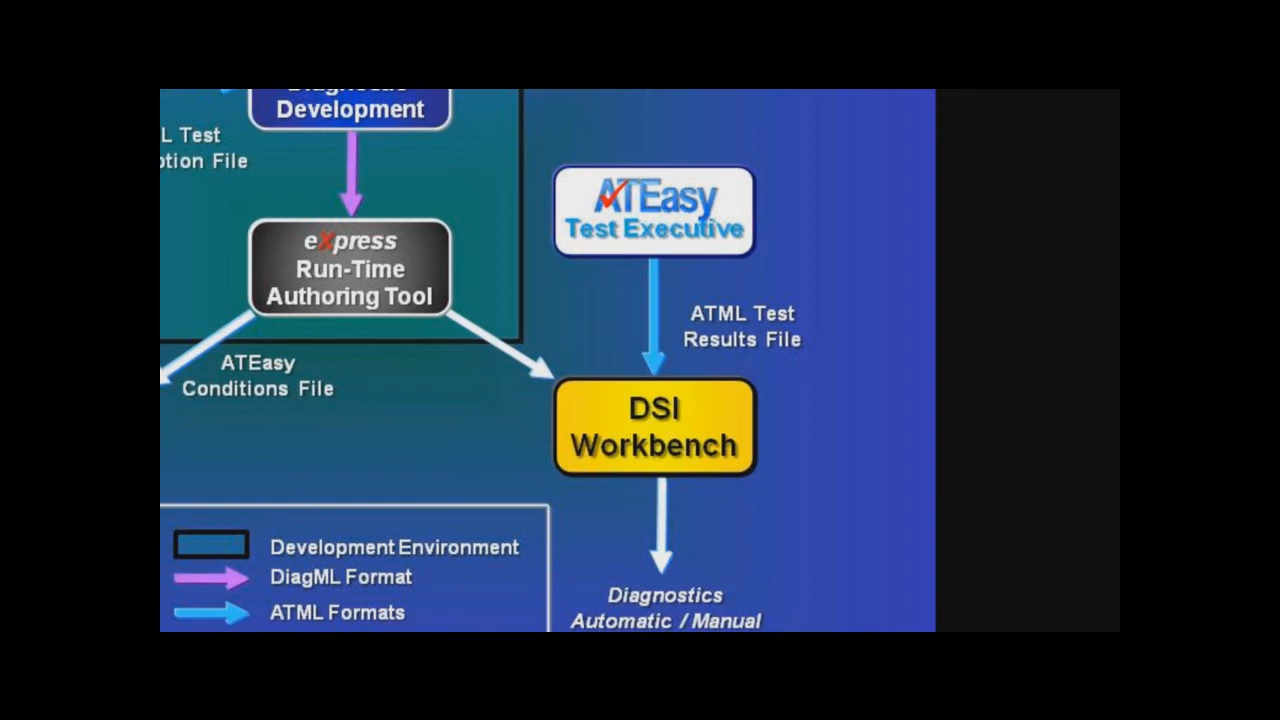 Development
L Test
tion File
eXpress
Run-Time
Authoring Tool
ATEasy
Conditions File
ATEasy
Test Executive
ATML Test
Results File
DSI
Workbench
Diagnostics
Automatic / Manual
Development Environment
DiagML Format
ATML Formats